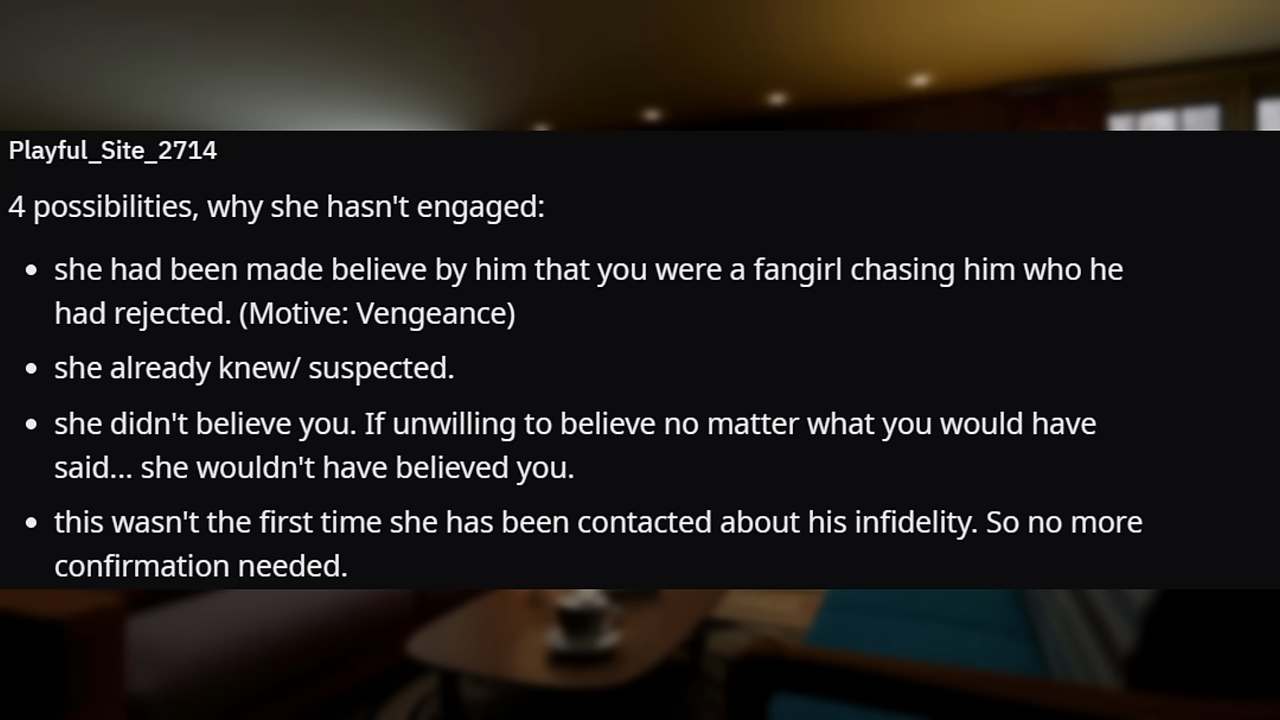 Playful_Site_2714
4 possibilities, why she hasn't engaged:
• she had been made believe by him that you were a fangirl chasing him who he
had rejected. (Motive: Vengeance)
• she already knew/ suspected.
• she didn't believe you. If unwilling to believe no matter what you would have
said... she wouldn't have believed you.
• this wasn't the first time she has been contacted about his infidelity. So no more
confirmation needed.